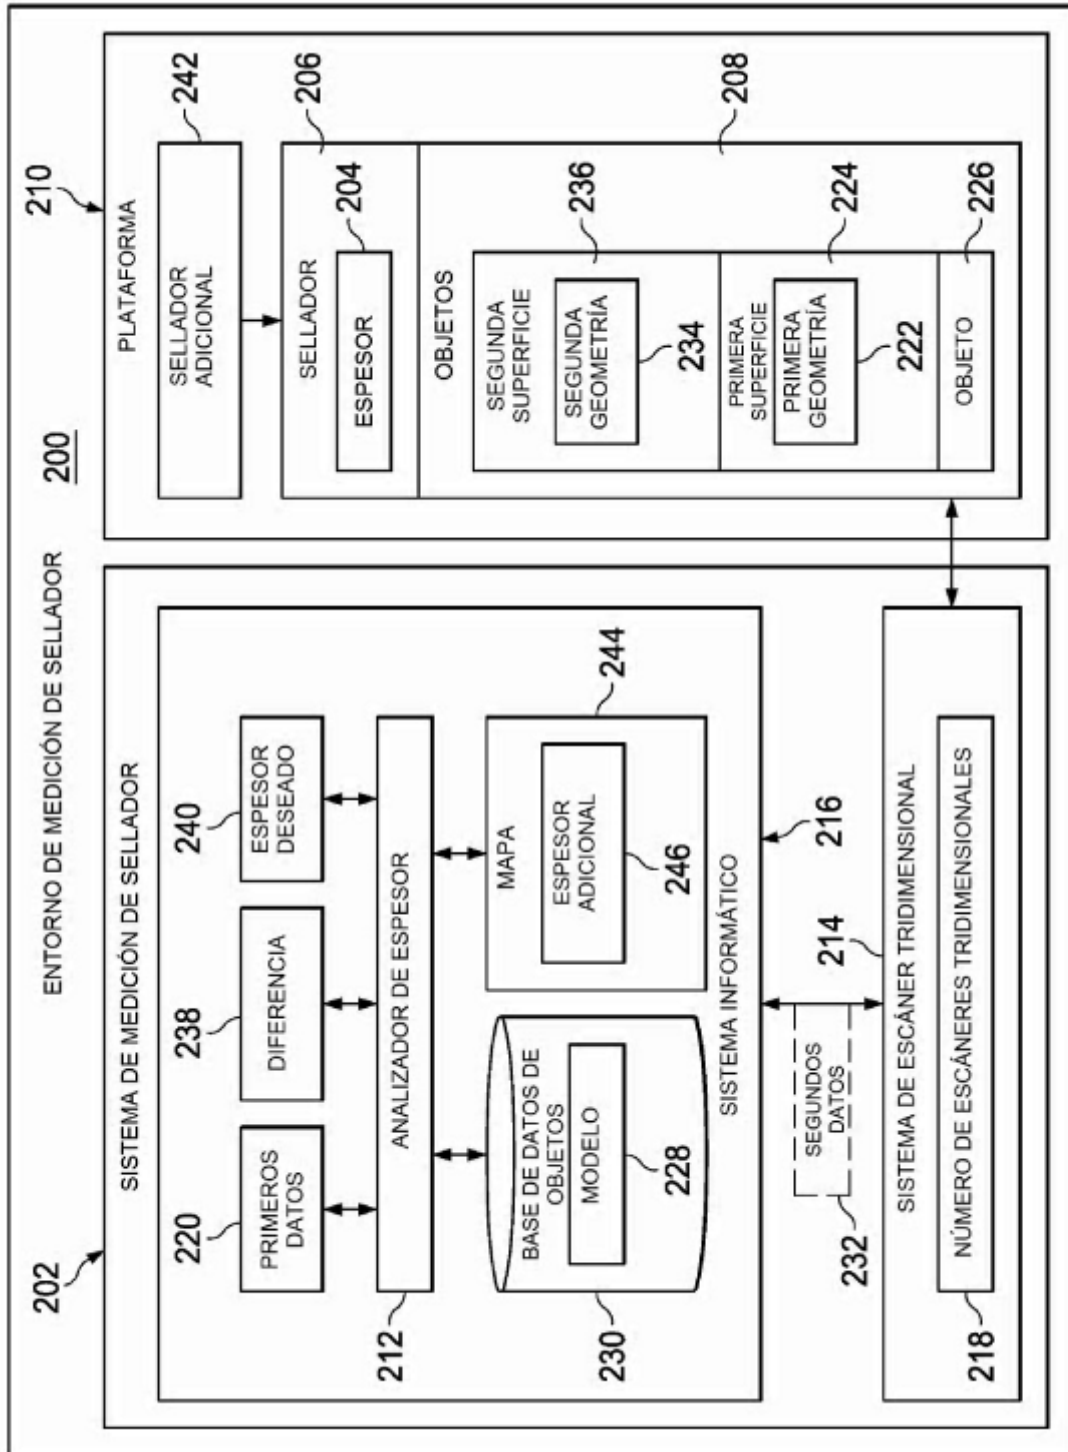 ENTORNO DE MEDICIÓN DE SELLADOR
200
202
SISTEMA DE MEDICIÓN DE SELLADOR
220
PRIMEROS
DATOS
238
DIFERENCIA
240
ESPESOR
DESEADO
212
ANALIZADOR DE ESPESOR
230
BASE DE DATOS DE
OBJETOS
MODELO
228
MAPA
ESPESOR
ADICIONAL
246
244
SISTEMA INFORMÁTICO
216
SEGUNDOS
DATOS
232
214
SISTEMA DE ESCÁNER TRIDIMENSIONAL
NÚMERO DE ESCÁNERES TRIDIMENSIONALES
218
210
PLATAFORMA
SELLADOR
ADICIONAL
242
SELLADOR
206
ESPESOR
204
OBJETOS
208
SEGUNDA
SUPERFICIE
236
SEGUNDA
GEOMETRÍA
234
PRIMERA
SUPERFICIE
224
PRIMERA
GEOMETRÍA
222
OBJETO
226